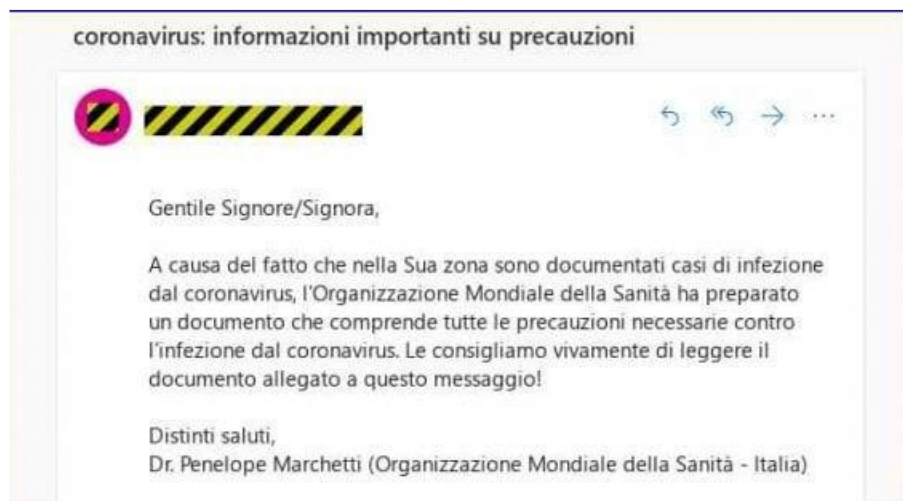 coronavirus: informazioni importanti su precauzioni
Gentile Signore/Signora,
A causa del fatto che nella Sua zona sono documentati casi di infezione
dal coronavirus, l'Organizzazione Mondiale della Sanità ha preparato
un documento che comprende tutte le precauzioni necessarie contro
l'infezione dal coronavirus. Le consigliamo vivamente di leggere il
documento allegato a questo messaggio!
Distinti saluti,
Dr. Penelope Marchetti (Organizzazione Mondiale della Sanità - Italia)